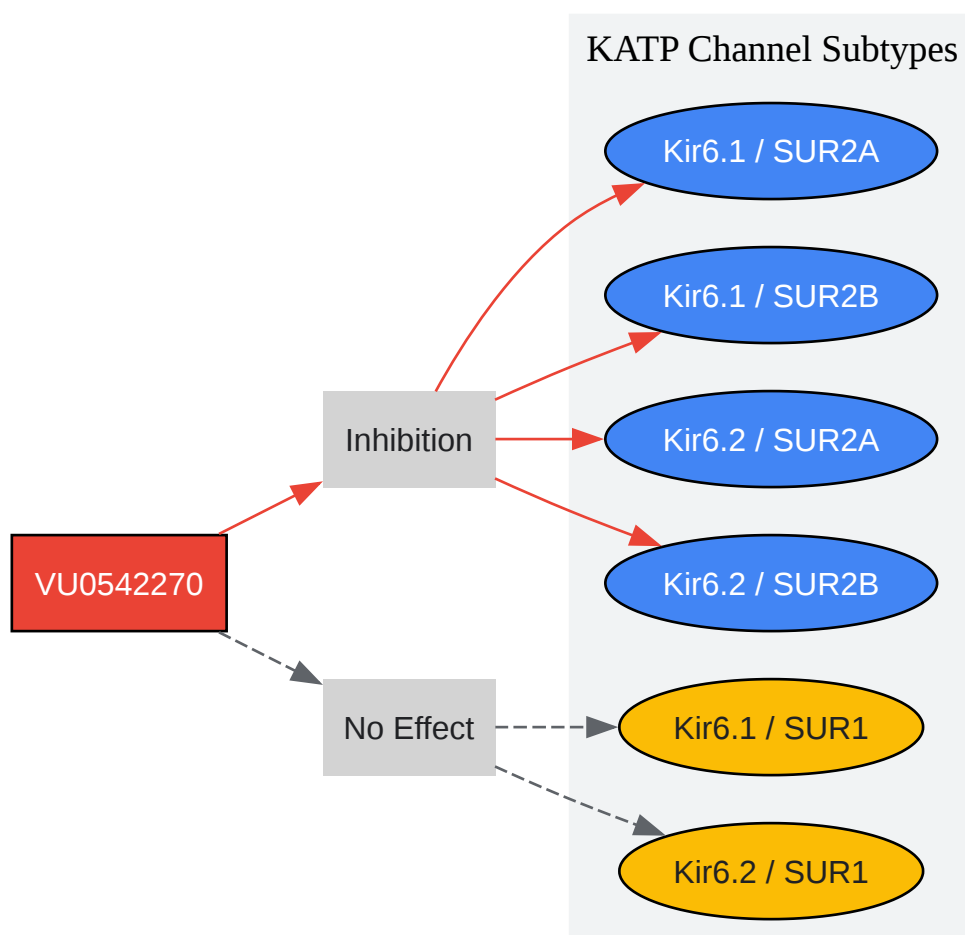 KATP Channel Subtypes
Kir6.1 / SUR2A
Kir6.1 / SUR2B
Inhibition
Kir6.2 / SUR2A
VU0542270
Kir6.2 / SUR2B
No Effect
Kir6.1 / SUR1
Kir6.2 / SUR1